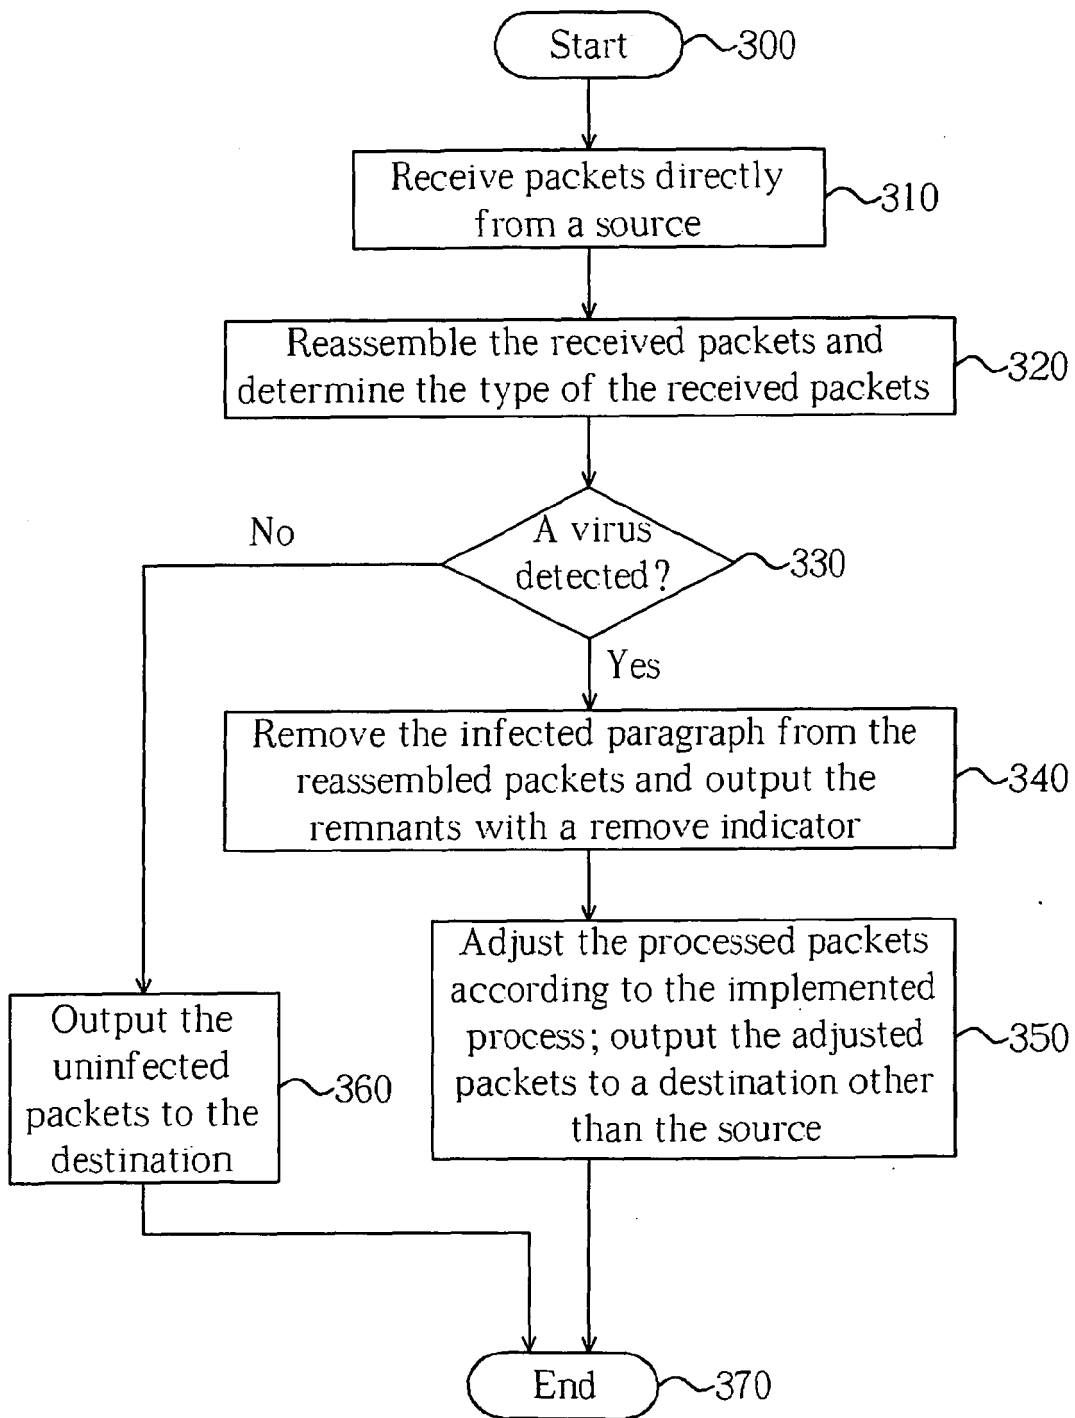 Start
300
Receive packets directly
from a source
310
Reassemble the received packets and
determine the type of the received packets
320
A virus
detected?
330
No
Yes
Remove the infected paragraph from the
reassembled packets and output the
remnants with a remove indicator
340
Adjust the processed packets
according to the implemented
process; output the adjusted
packets to a destination other
than the source
350
Output the
uninfected
packets to the
destination
360
End
370